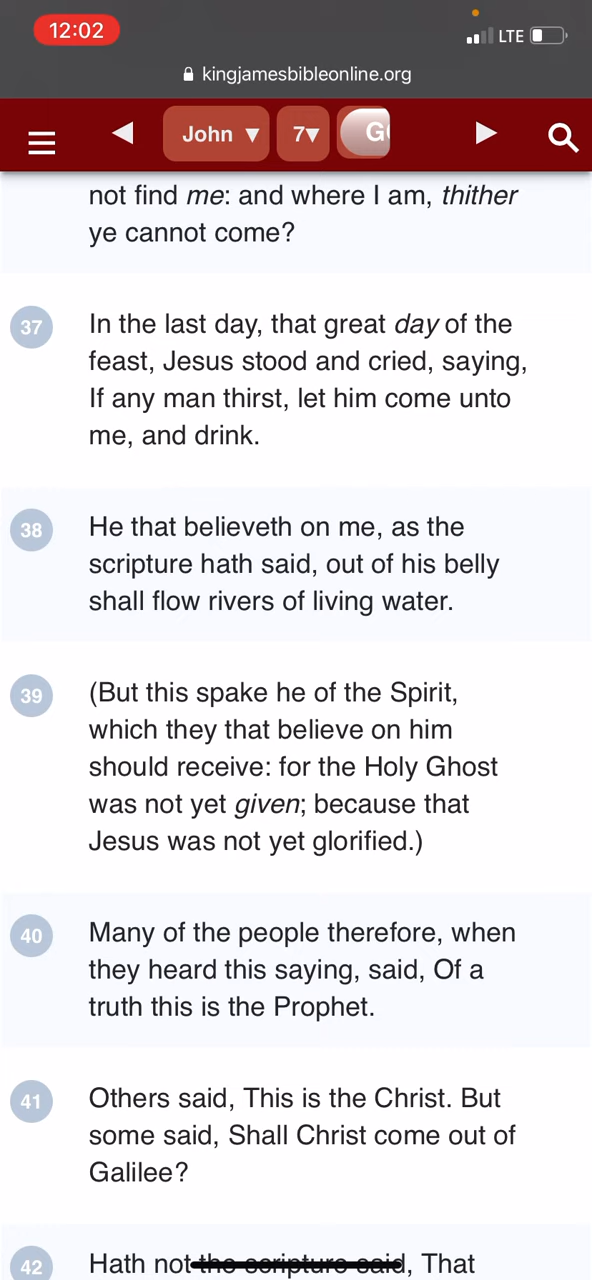 12:02
LTE
kingjamesbibleonline.org
John 7
not find me: and where I am, thither
ye cannot come?
37
In the last day, that great day of the
feast, Jesus stood and cried, saying,
If any man thirst, let him come unto
me, and drink.
38
He that believeth on me, as the
scripture hath said, out of his belly
shall flow rivers of living water.
39
(But this spake he of the Spirit,
which they that believe on him
should receive: for the Holy Ghost
was not yet given; because that
Jesus was not yet glorified.)
40
Many of the people therefore, when
they heard this saying, said, Of a
truth this is the Prophet.
41
Others said, This is the Christ. But
some said, Shall Christ come out of
Galilee?
42
Hath not the scripture said, That